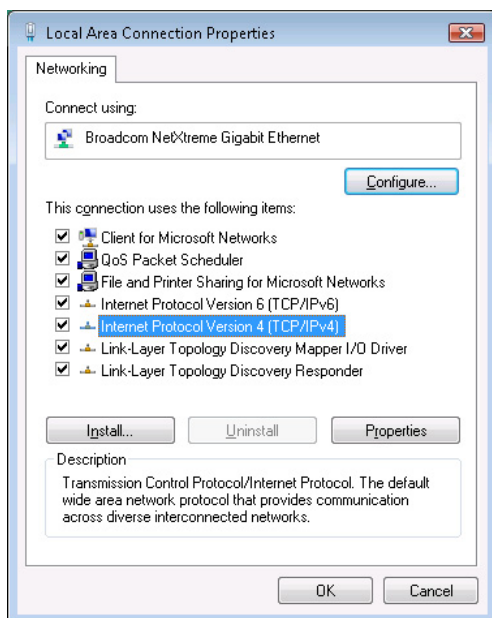 Local Area Connection Properties
Networking
Connect using:
Broadcom NetXtreme Gigabit Ethernet
Configure...
This connection uses the following items:
Client for Microsoft Networks
QoS Packet Scheduler
File and Printer Sharing for Microsoft Networks
Internet Protocol Version 6 (TCP/IPv6)
Internet Protocol Version 4 (TCP/IPv4)
Link-Layer Topology Discovery Mapper I/O Driver
Link-Layer Topology Discovery Responder
Install... Uninstall Properties
Description
Transmission Control Protocol/Internet Protocol. The default
wide area network protocol that provides communication
across diverse interconnected networks.
OK Cancel